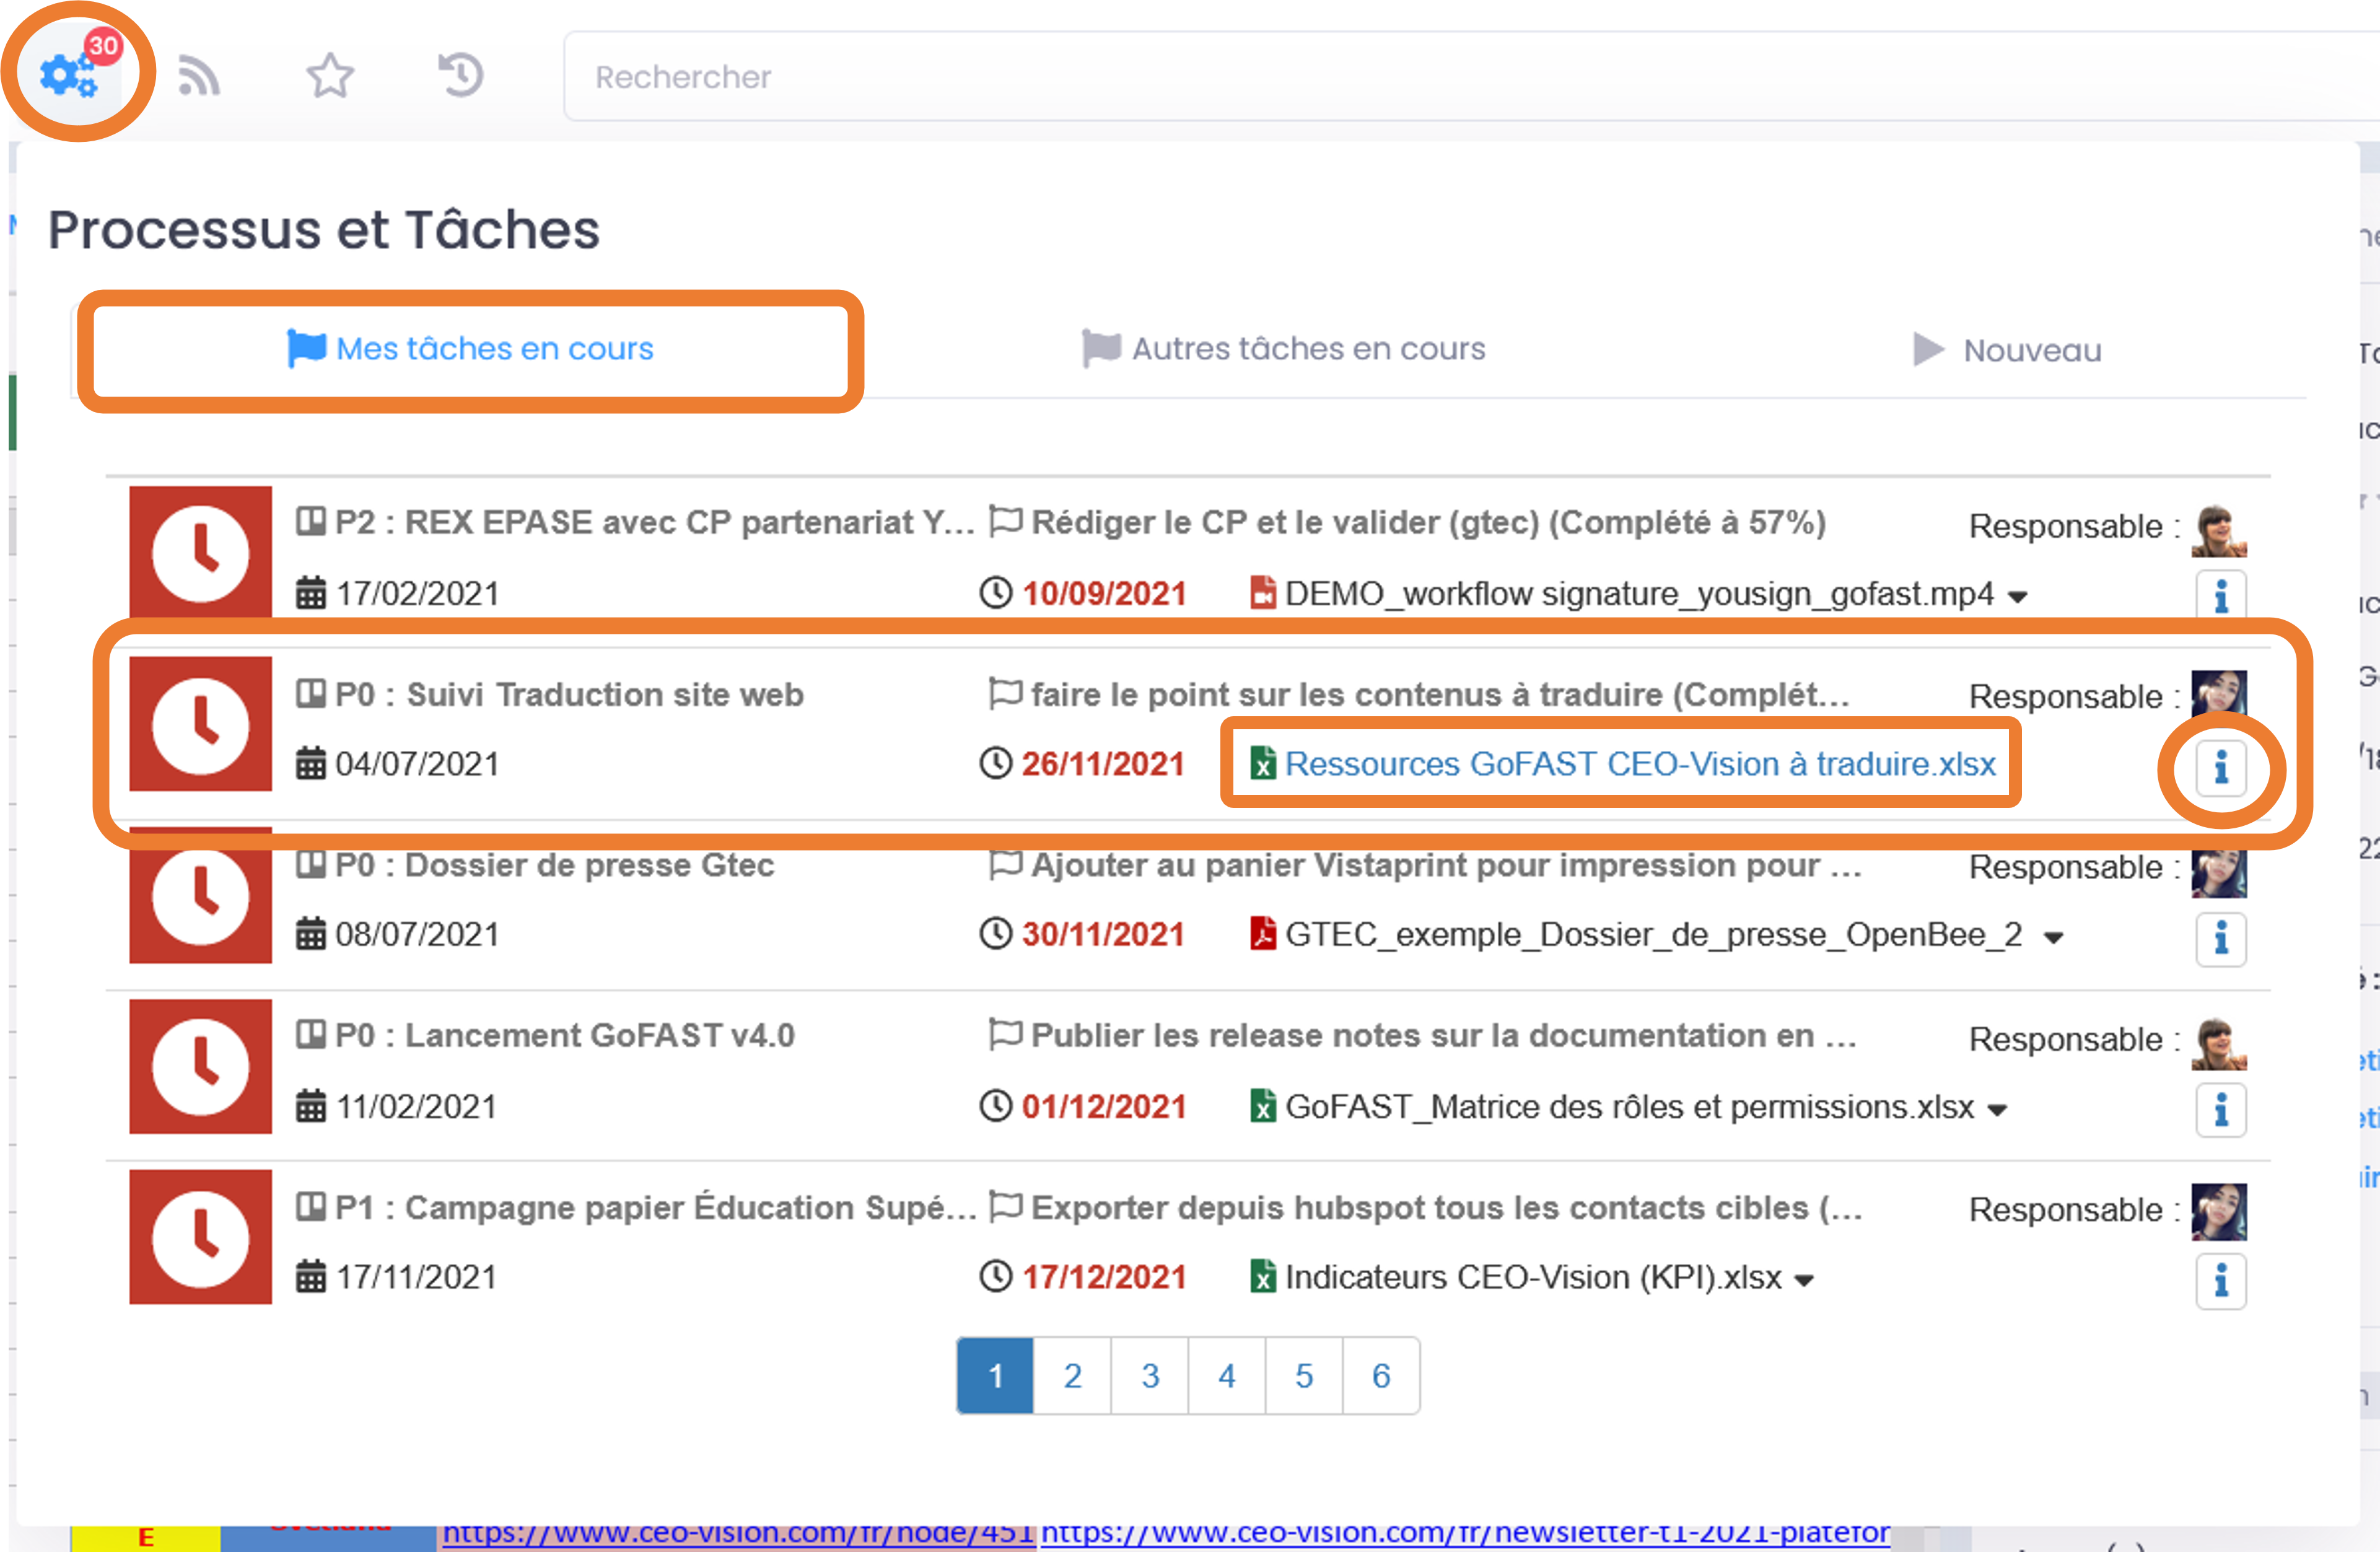 30
Rechercher
Processus et Tâches
Mes tâches en cours
Autres tâches en cours
Nouveau
P2 : REX EPASE avec CP partenariat Y... Rédiger le CP et le valider (gtec) (Complété à 57%) Responsable :
17/02/2021 10/09/2021 DEMO_workflow signature_yousign_gofast.mp4
P0 : Suivi Traduction site web faire le point sur les contenus à traduire (Complét... Responsable :
04/07/2021 26/11/2021 Ressources GoFAST CEO-Vision à traduire.xlsx
P0 : Dossier de presse Gtec Ajouter au panier Vistaprint pour impression pour ... Responsable :
08/07/2021 30/11/2021 GTEC_exemple_Dossier_de_presse_OpenBee_2
P0 : Lancement GoFAST v4.0 Publier les release notes sur la documentation en ... Responsable :
11/02/2021 01/12/2021 GoFAST_Matrice des rôles et permissions.xlsx
P1 : Campagne papier Éducation Supé... Exporter depuis hubspot tous les contacts cibles (... Responsable :
17/11/2021 17/12/2021 Indicateurs CEO-Vision (KPI).xlsx
1 2 3 4 5 6
E https://www.ceo-vision.com/fr/node/451 https://www.ceo-vision.com/fr/newsletter-t1-2021-platefor